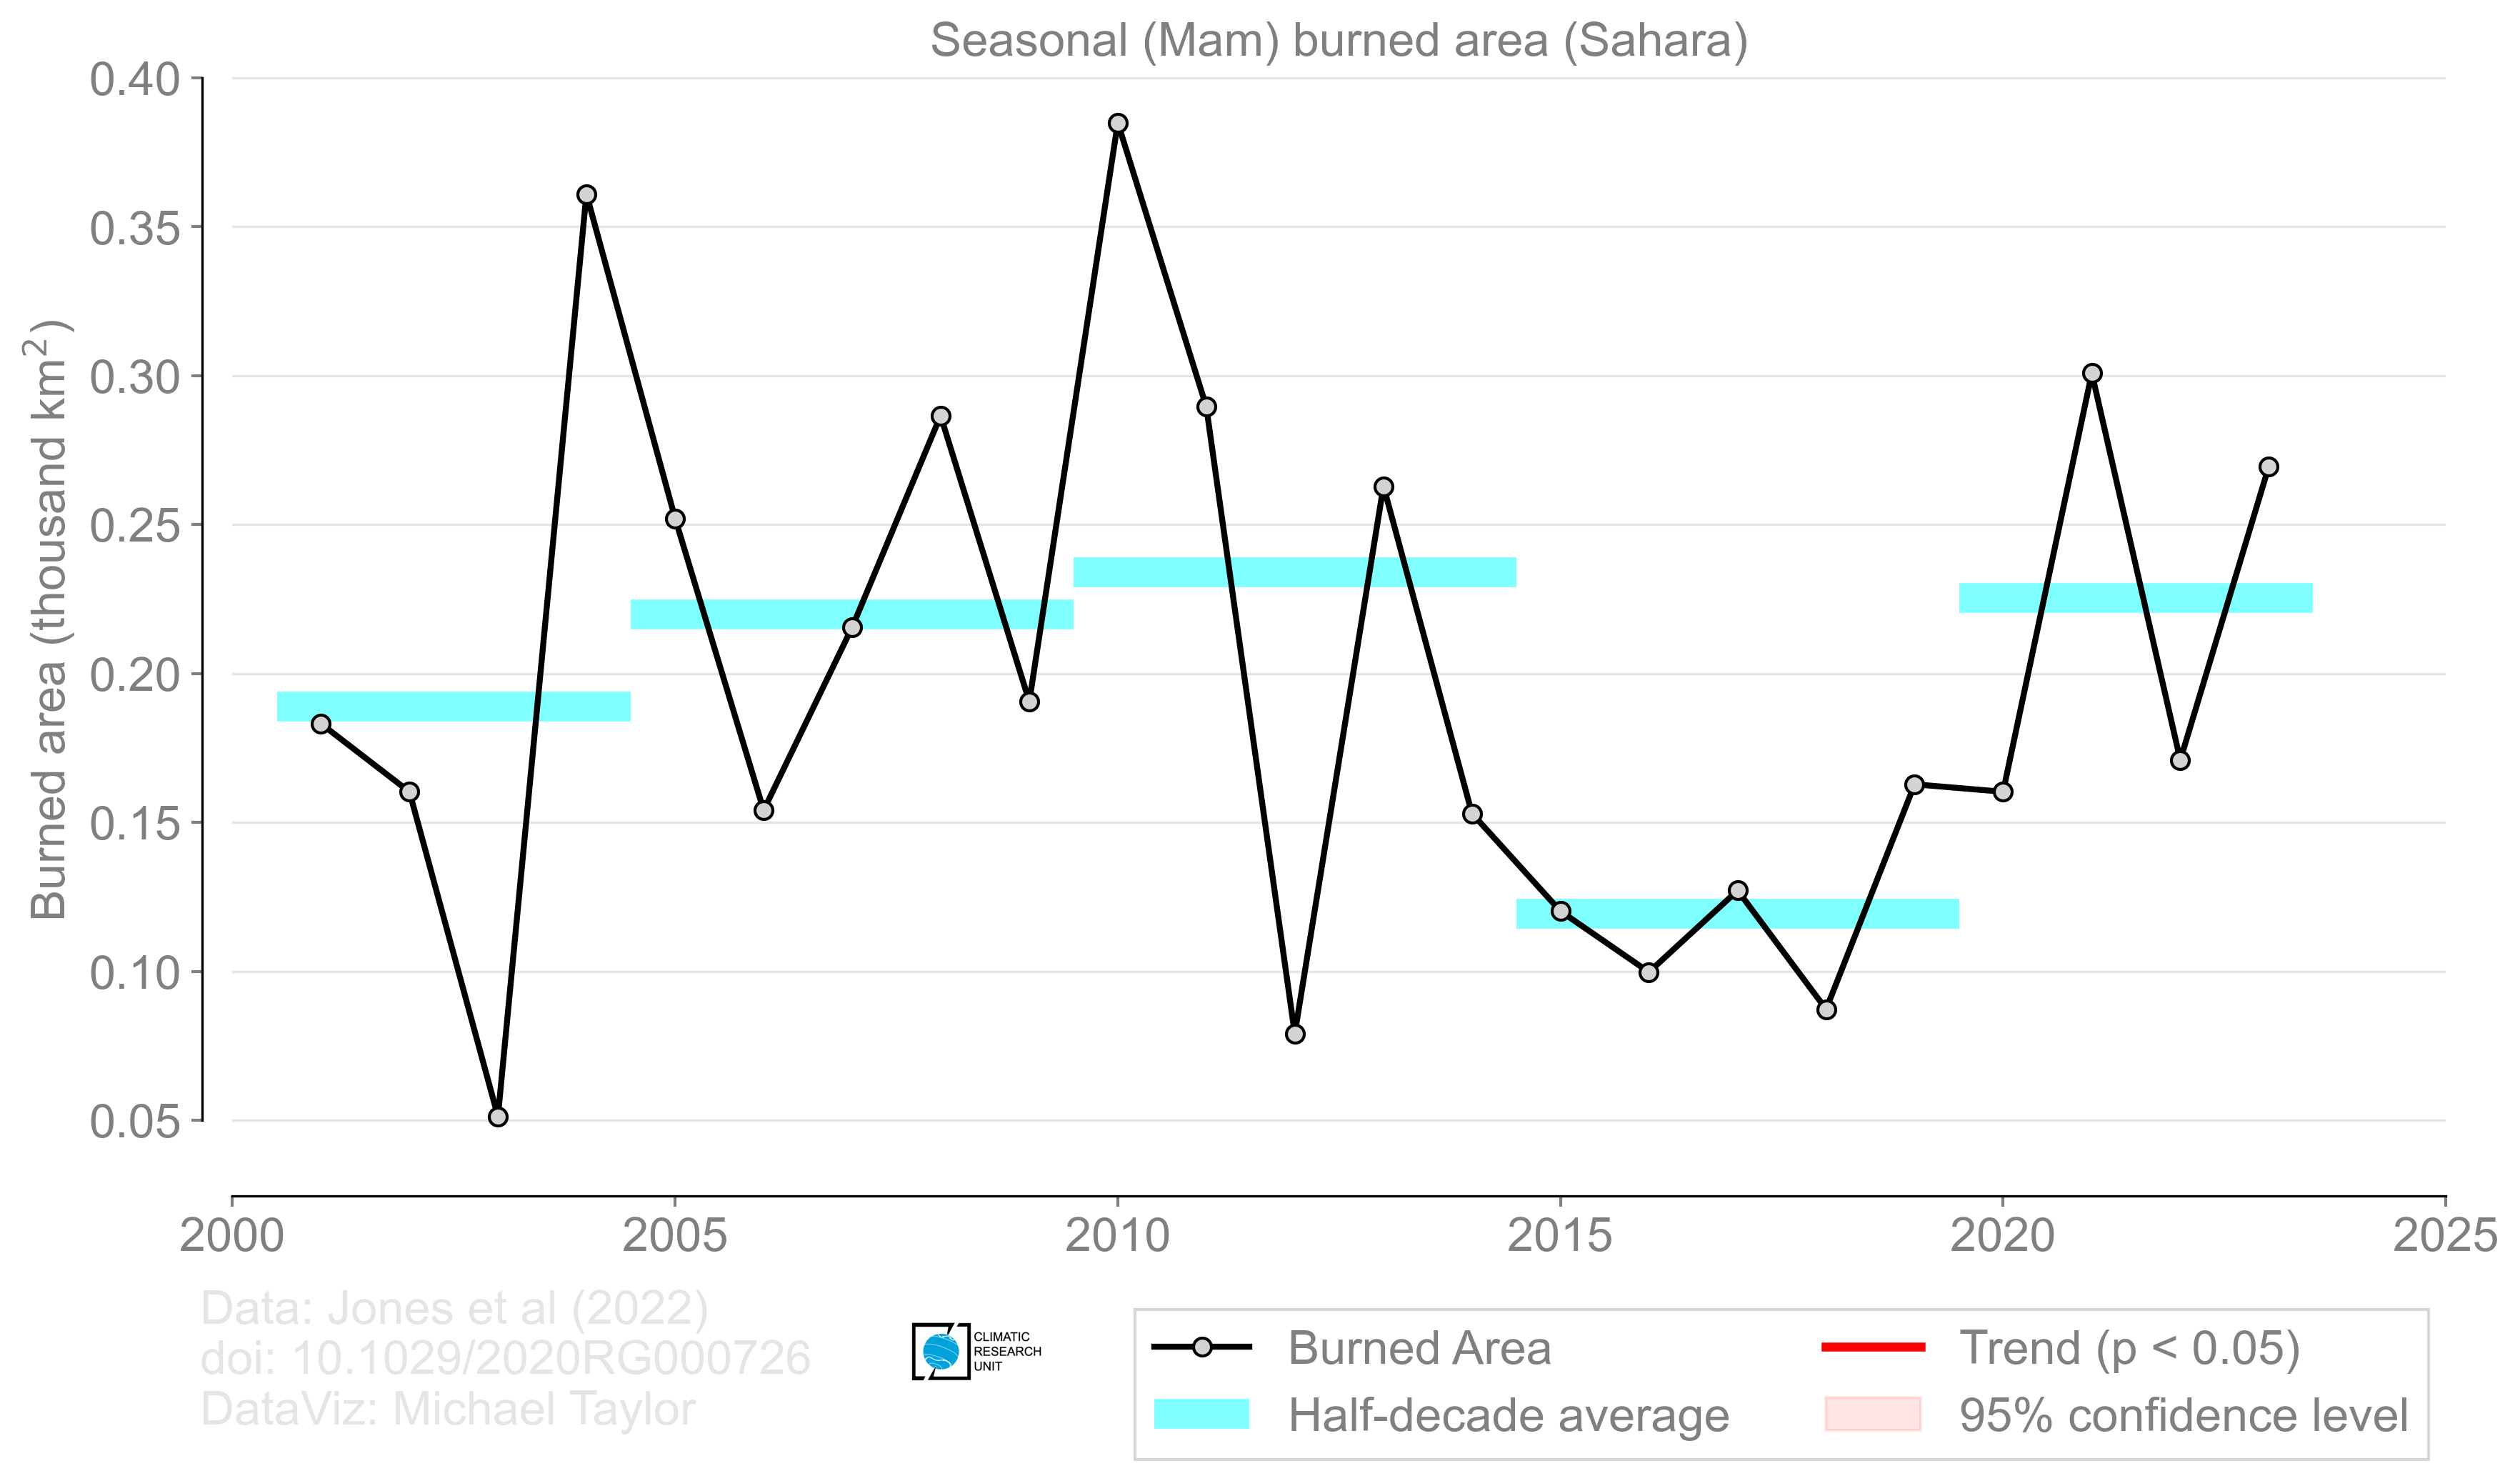 Seasonal (Mam) burned area (Sahara)
0.40
0.35
0.30
0.25
0.20
0.15
0.10
0.05
Burned area (thousand km²)
2000 2005 2010 2015 2020 2025
Data: Jones et al (2022)
doi: 10.1029/2020RG000726
DataViz: Michael Taylor
CLIMATIC
RESEARCH
UNIT
Burned Area
Half-decade average
Trend (p < 0.05)
95% confidence level